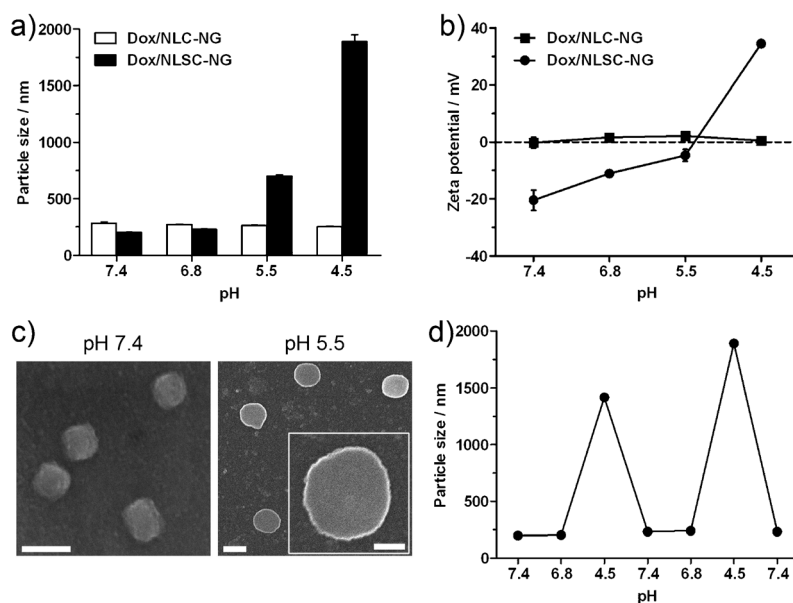 a)
Dox/NLC-NG
Dox/NLSC-NG
Particle size / nm
2000
1500
1000
500
0
7.4 6.8 5.5 4.5
pH
b)
Dox/NLC-NG
Dox/NLSC-NG
Zeta potential / mV
40
20
0
-20
-40
7.4 6.8 5.5 4.5
pH
c)
pH 7.4 pH 5.5
d)
Particle size / nm
2000
1500
1000
500
0
7.4 6.8 4.5 7.4 6.8 4.5 7.4
pH